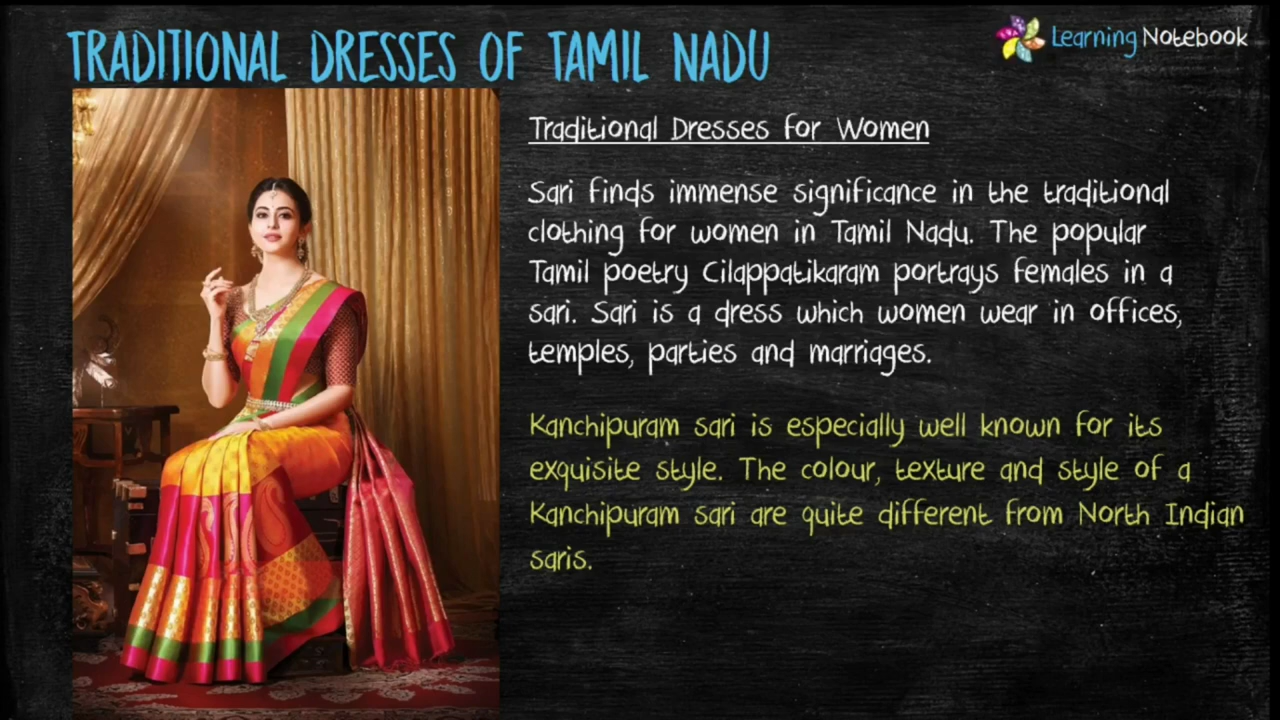 TRADITIONAL DRESSES OF TAMIL NADU
Learning Notebook
Traditional Dresses for Women
Sari finds immense significance in the traditional
clothing for women in Tamil Nadu. The popular
Tamil poetry Cilappatikaram portrays females in a
sari. Sari is a dress which women wear in offices,
temples, parties and marriages.
Kanchipuram sari is especially well known for its
exquisite style. The colour, texture and style of a
Kanchipuram sari are quite different from North Indian
saris.